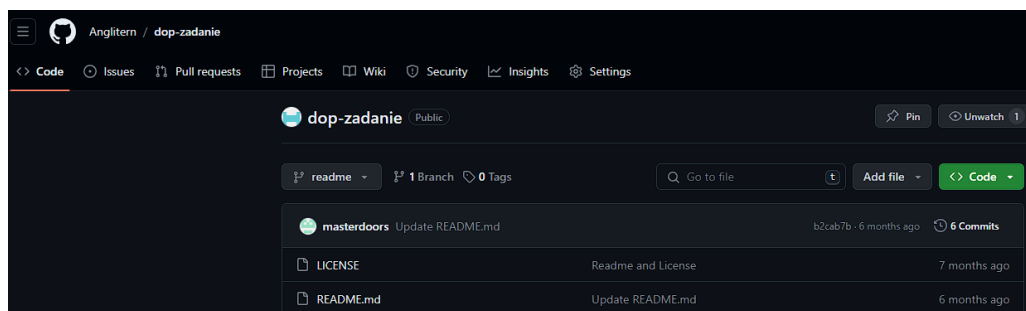 Anglitern / dop-zadanie
Code Issues Pull requests Projects Wiki Security Insights Settings
dop-zadanie Public Pin Unwatch 1
readme 1 Branch 0 Tags Go to file t Add file Code
masterdoors Update README.md b2cab7b · 6 months ago 6 Commits
LICENSE Readme and License 7 months ago
README.md Update README.md 6 months ago